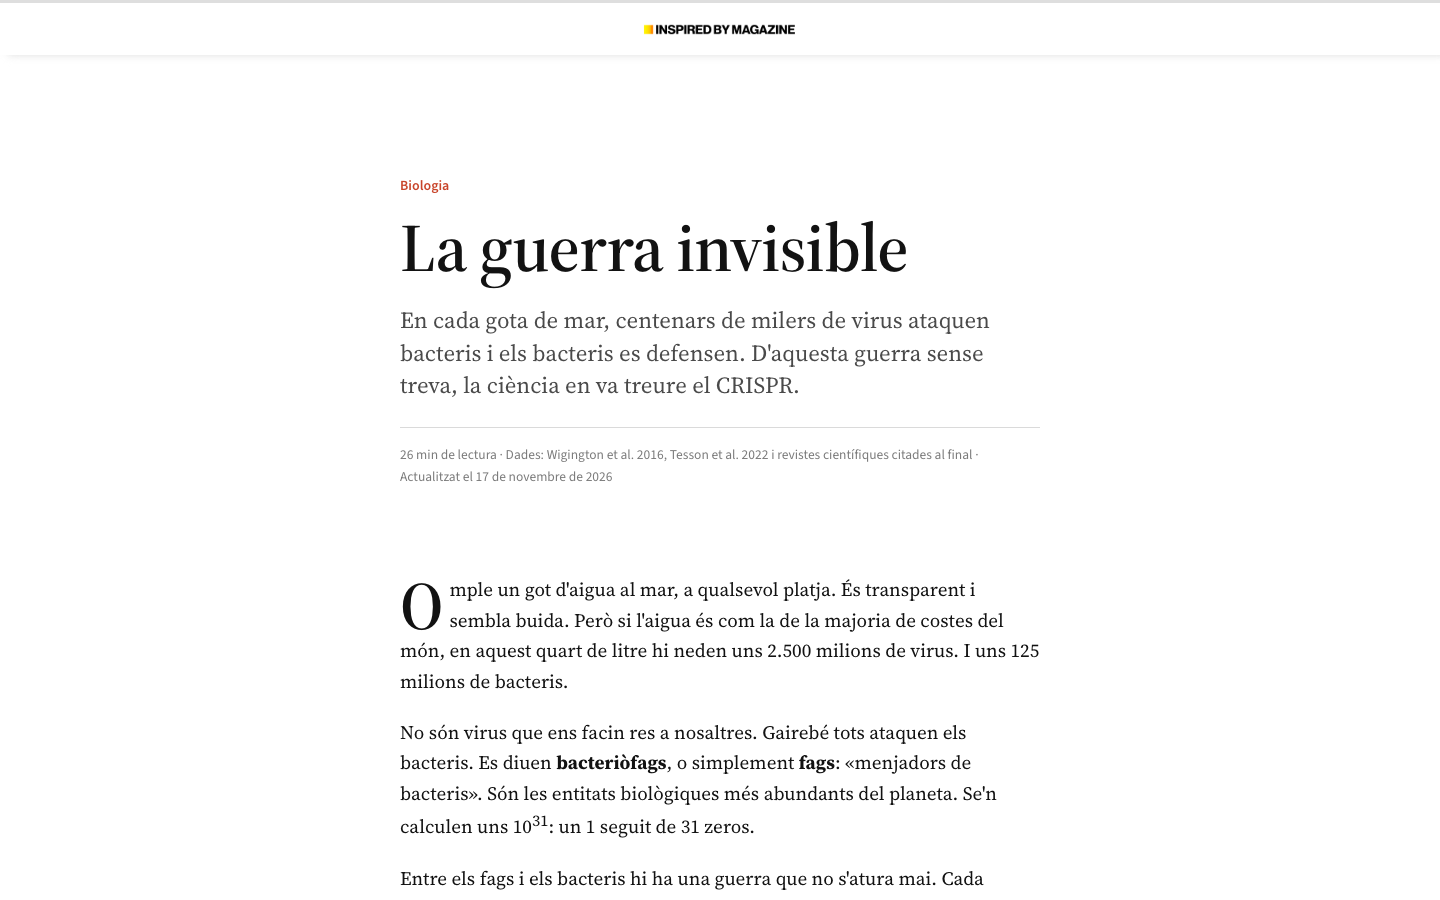 INSPIRED BY MAGAZINE
Biologia
La guerra invisible
En cada gota de mar, centenars de milers de virus ataquen
bacteris i els bacteris es defensen. D'aquesta guerra sense
treva, la ciència en va treure el CRISPR.
26 min de lectura · Dades: Wigington et al. 2016, Tesson et al. 2022 i revistes científiques citades al final ·
Actualitzat el 17 de novembre de 2026
Omple un got d'aigua al mar, a qualsevol platja. És transparent i
sembla buida. Però si l'aigua és com la de la majoria de costes del
món, en aquest quart de litre hi neden uns 2.500 milions de virus. I uns 125
milions de bacteris.
No són virus que ens facin res a nosaltres. Gairebé tots ataquen els
bacteris. Es diuen bacteriòfags, o simplement fags: «menjadors de
bacteris». Són les entitats biològiques més abundants del planeta. Se'n
calculen uns 10³¹: un 1 seguit de 31 zeros.
Entre els fags i els bacteris hi ha una guerra que no s'atura mai. Cada